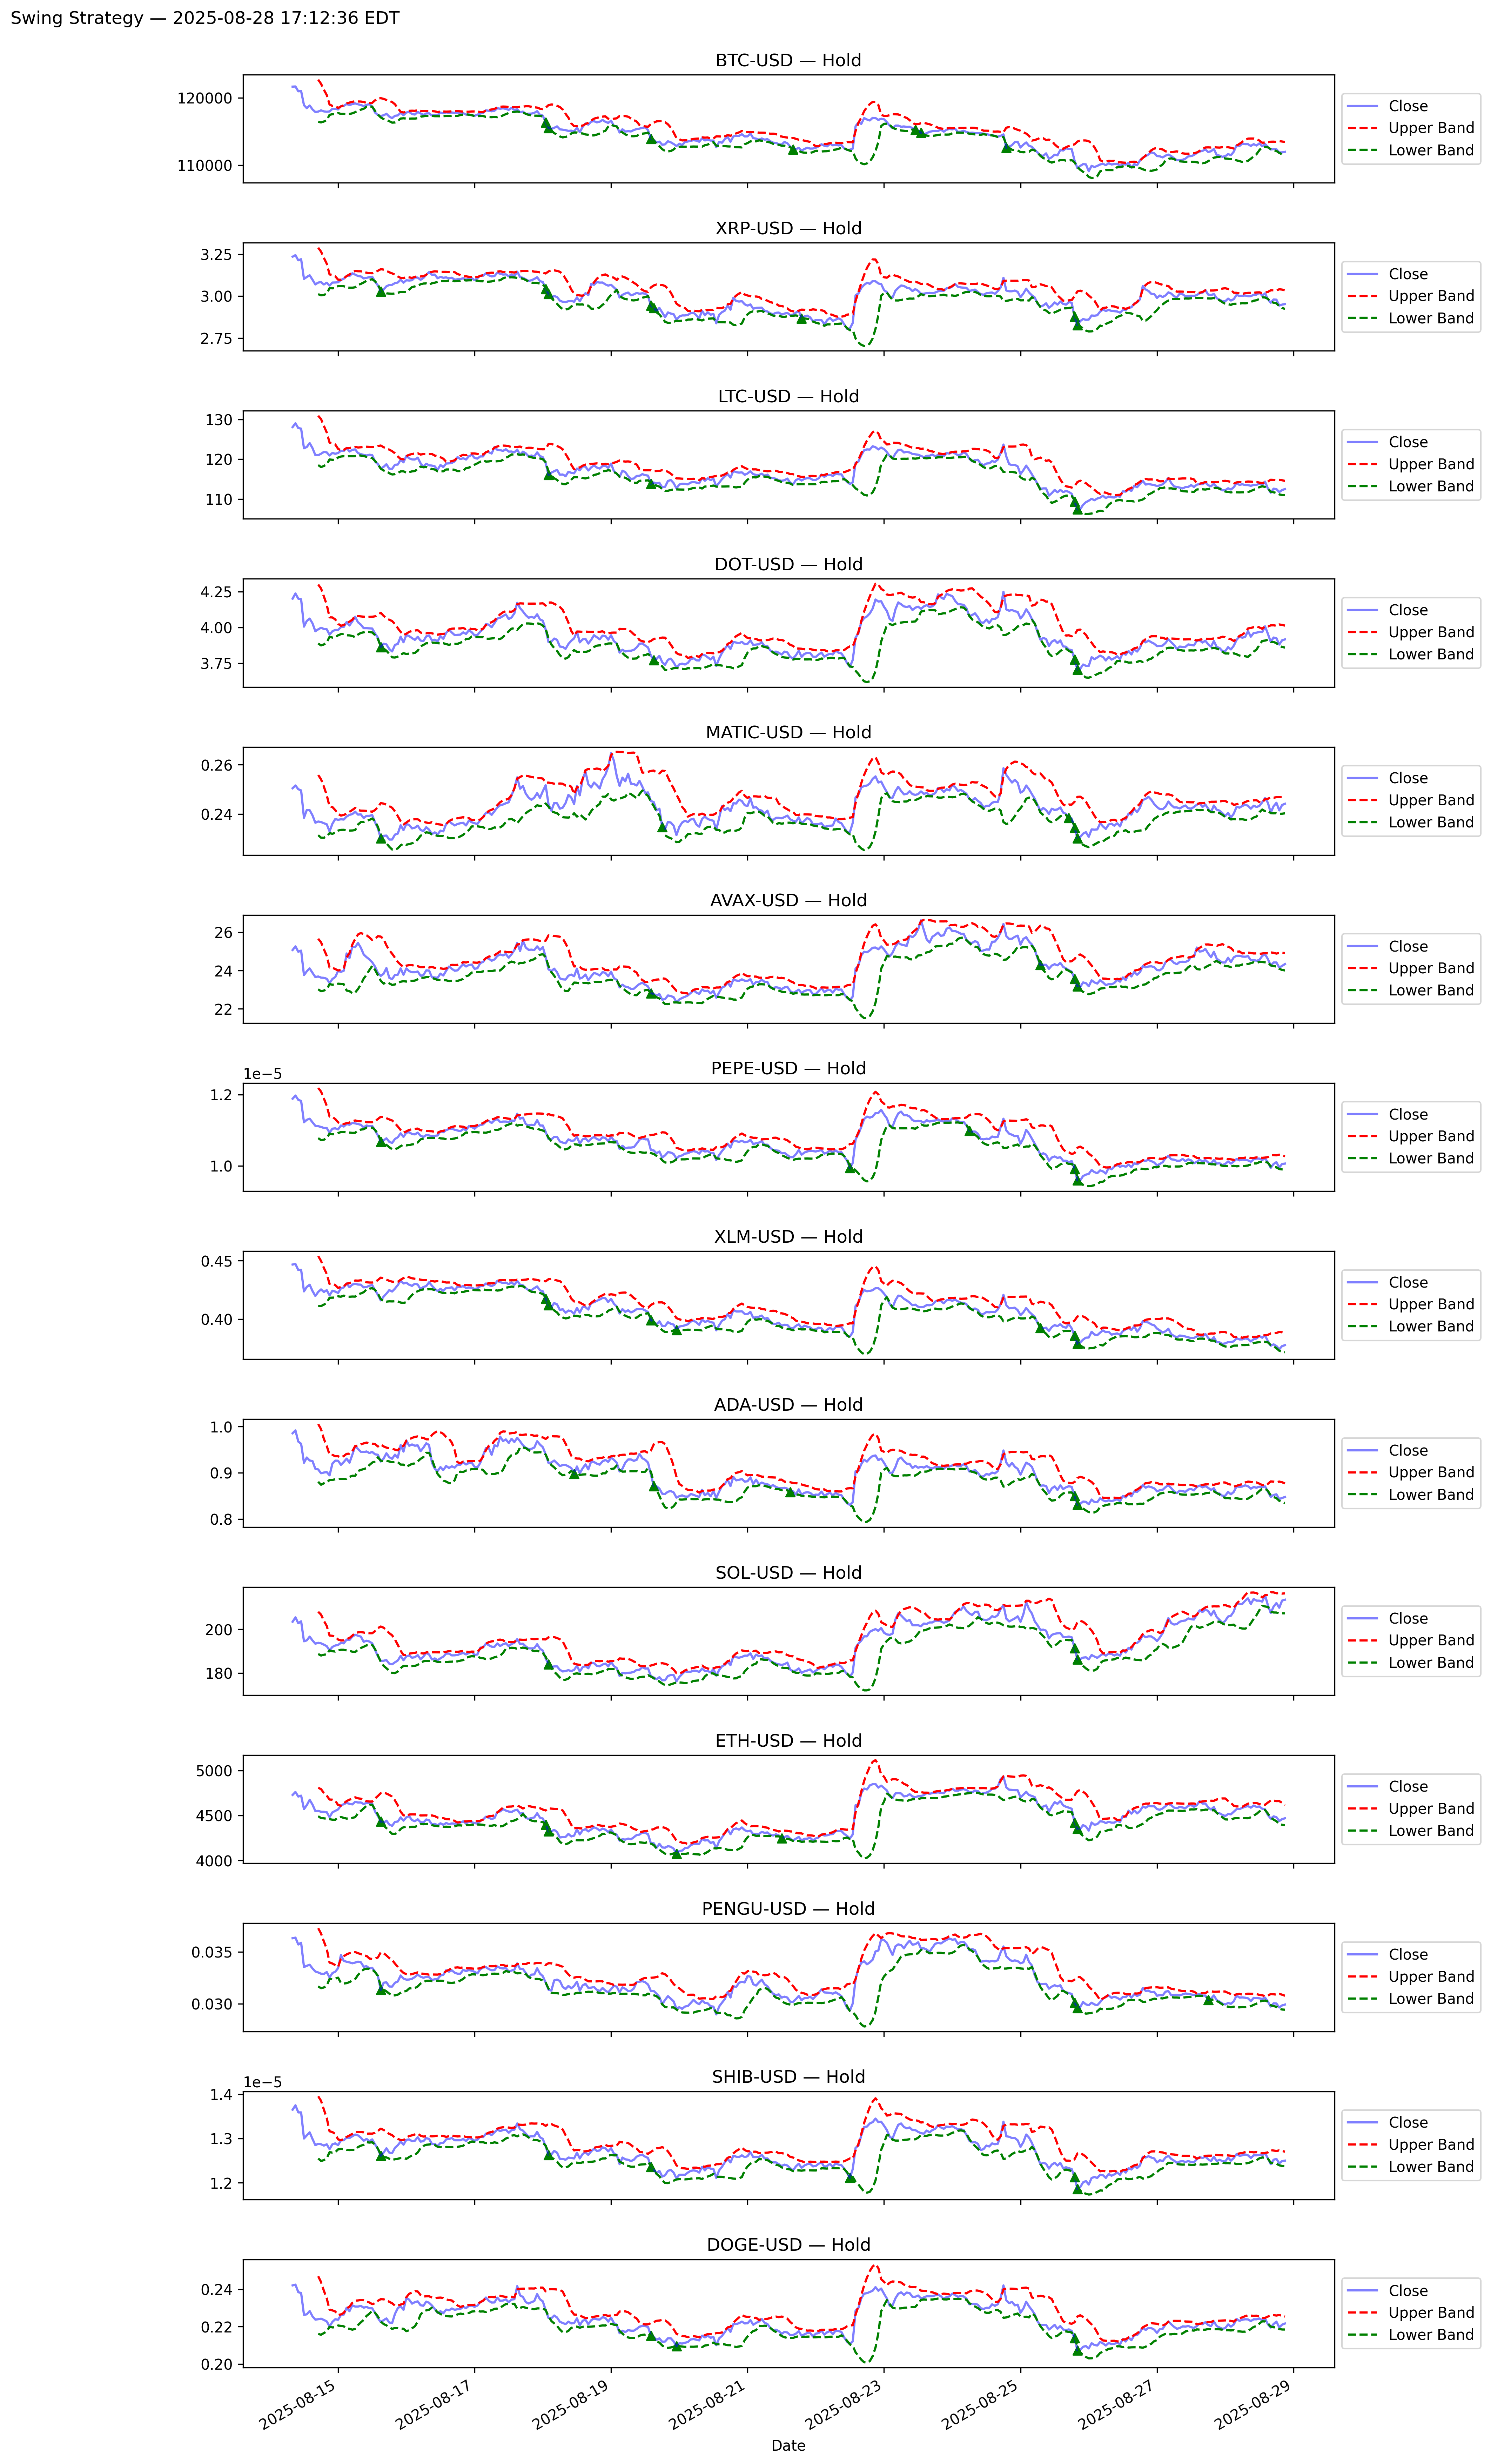 Swing Strategy — 2025-08-28 17:12:36 EDT
BTC-USD — Hold
120000
110000
Close
Upper Band
Lower Band
XRP-USD — Hold
3.25
3.00
2.75
Close
Upper Band
Lower Band
LTC-USD — Hold
130
120
110
Close
Upper Band
Lower Band
DOT-USD — Hold
4.25
4.00
3.75
Close
Upper Band
Lower Band
MATIC-USD — Hold
0.26
0.24
Close
Upper Band
Lower Band
AVAX-USD — Hold
26
24
22
Close
Upper Band
Lower Band
PEPE-USD — Hold
1e−5
1.2
1.0
Close
Upper Band
Lower Band
XLM-USD — Hold
0.45
0.40
Close
Upper Band
Lower Band
ADA-USD — Hold
1.0
0.9
0.8
Close
Upper Band
Lower Band
SOL-USD — Hold
200
180
Close
Upper Band
Lower Band
ETH-USD — Hold
5000
4500
4000
Close
Upper Band
Lower Band
PENGU-USD — Hold
0.035
0.030
Close
Upper Band
Lower Band
SHIB-USD — Hold
1e−5
1.4
1.3
1.2
Close
Upper Band
Lower Band
DOGE-USD — Hold
0.24
0.22
0.20
Close
Upper Band
Lower Band
2025-08-15
2025-08-17
2025-08-19
2025-08-21
2025-08-23
2025-08-25
2025-08-27
2025-08-29
Date